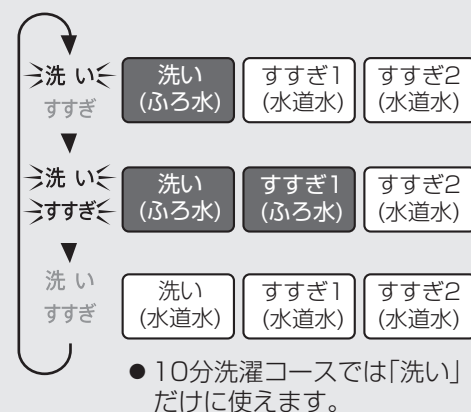 洗 い
すすぎ
洗い
(ふろ水)
すすぎ1
(水道水)
すすぎ2
(水道水)
洗 い
すすぎ
洗い
(ふろ水)
すすぎ1
(ふろ水)
すすぎ2
(水道水)
洗 い
すすぎ
洗い
(水道水)
すすぎ1
(水道水)
すすぎ2
(水道水)
●10分洗濯コースでは「洗い」
だけに使えます。